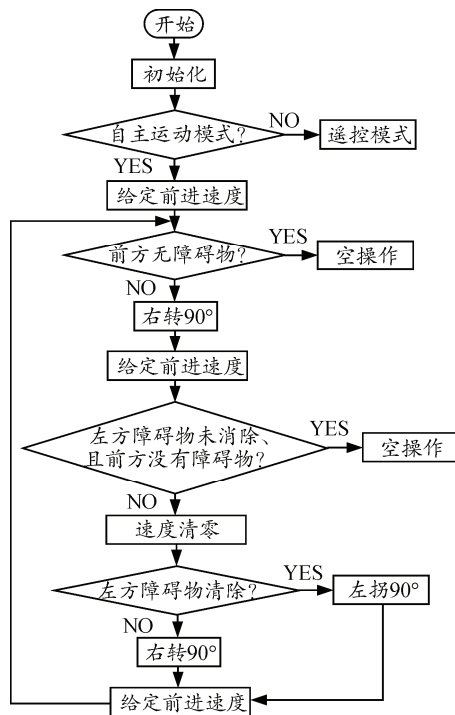 开始
初始化
自主运动模式?
NO
遥控模式
YES
给定前进速度
前方无障碍物?
YES
空操作
NO
右转90°
给定前进速度
左方障碍物未消除、
且前方没有障碍物?
YES
空操作
NO
速度清零
左方障碍物清除?
YES
左拐90°
NO
右转90°
给定前进速度